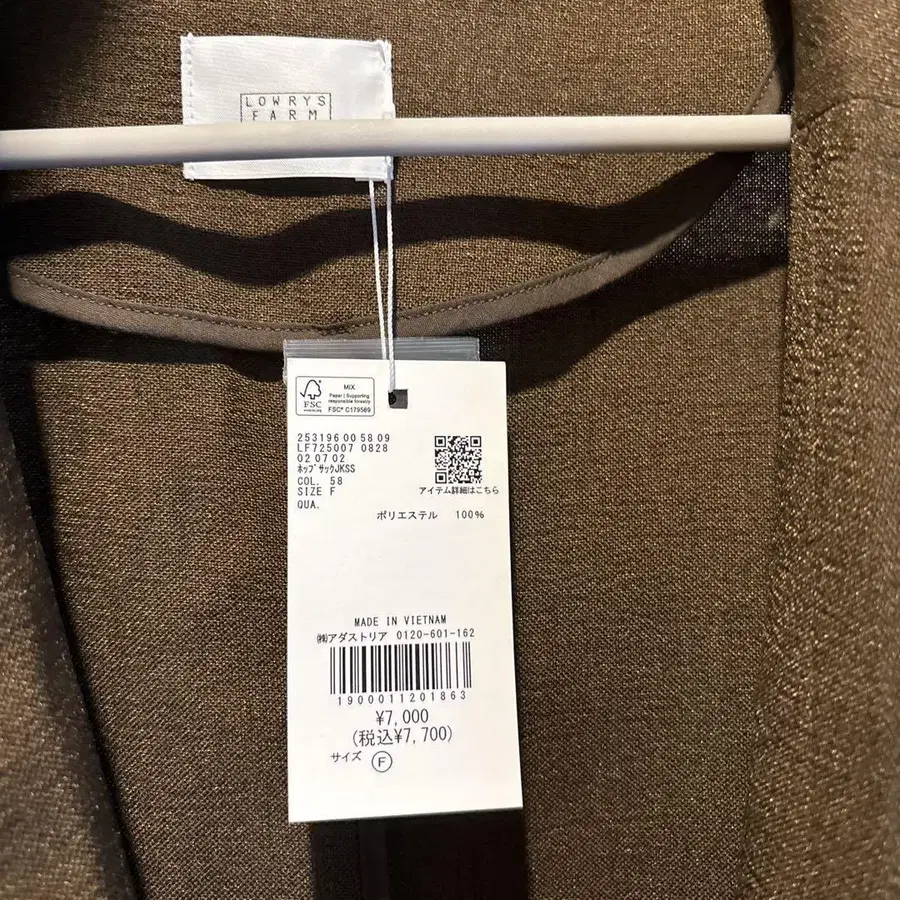 LOWRYS
FARM
FSC
MIX
Paper | Supporting
responsible forestry
FSC® C179569
253196 00 58 09
LF725007 0828
02 07 02
ﾎｯﾌﾟｻｯｸJKSS
COL. 58
SIZE F
QUA.
アイテム詳細はこちら
ポリエステル 100%
MADE IN VIETNAM
㈱アダストリア 0120-601-162
1900011201863
¥7,000
(税込¥7,700)
サイズ F